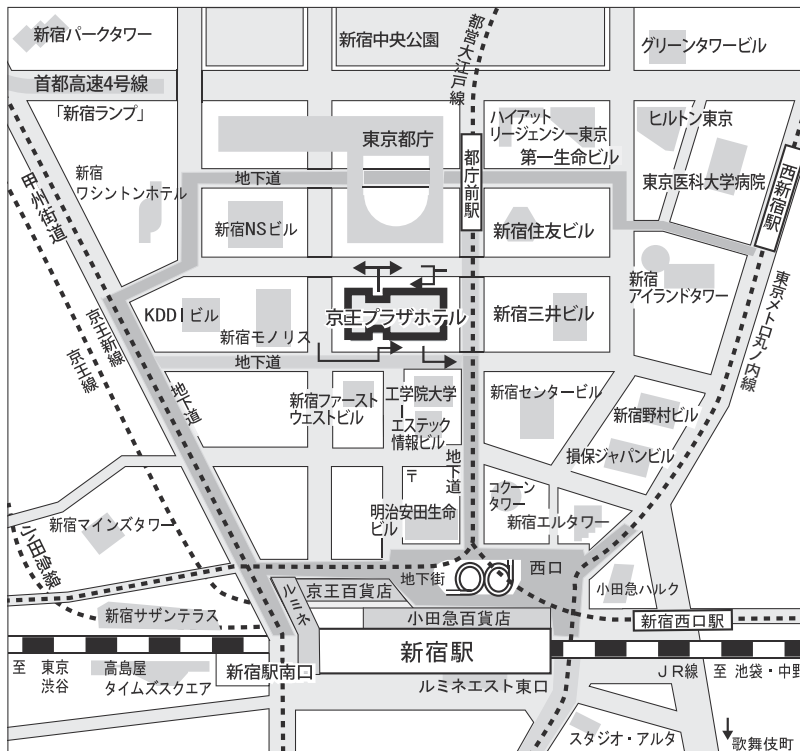 新宿パークタワー
新宿中央公園
都営大江戸線
グリーンタワービル
首都高速4号線
「新宿ランプ」
ハイアット
リージェンシー東京
ヒルトン東京
東京都庁
第一生命ビル
都庁前駅
西新宿駅
新宿
ワシントンホテル
地下道
東京医科大学病院
甲州街道
新宿NSビル
新宿住友ビル
新宿
アイランドタワー
東京メトロ丸ノ内線
KDDIビル
京王プラザホテル
新宿三井ビル
京王新線
京王線
新宿モノリス
地下道
地下道
新宿ファースト
ウェストビル
工学院大学
エステック
情報ビル
新宿センタービル
新宿野村ビル
損保ジャパンビル
地下道
〒
コクーン
タワー
明治安田生命
ビル
新宿エルタワー
新宿マインズタワー
小田急線
地下街
西口
小田急ハルク
ルミネ
京王百貨店
新宿サザンテラス
小田急百貨店
新宿西口駅
新宿駅
至 東京
渋谷
高島屋
タイムズスクエア
新宿駅南口
ルミネエスト東口
JR線
至 池袋・中野
スタジオ・アルタ
歌舞伎町